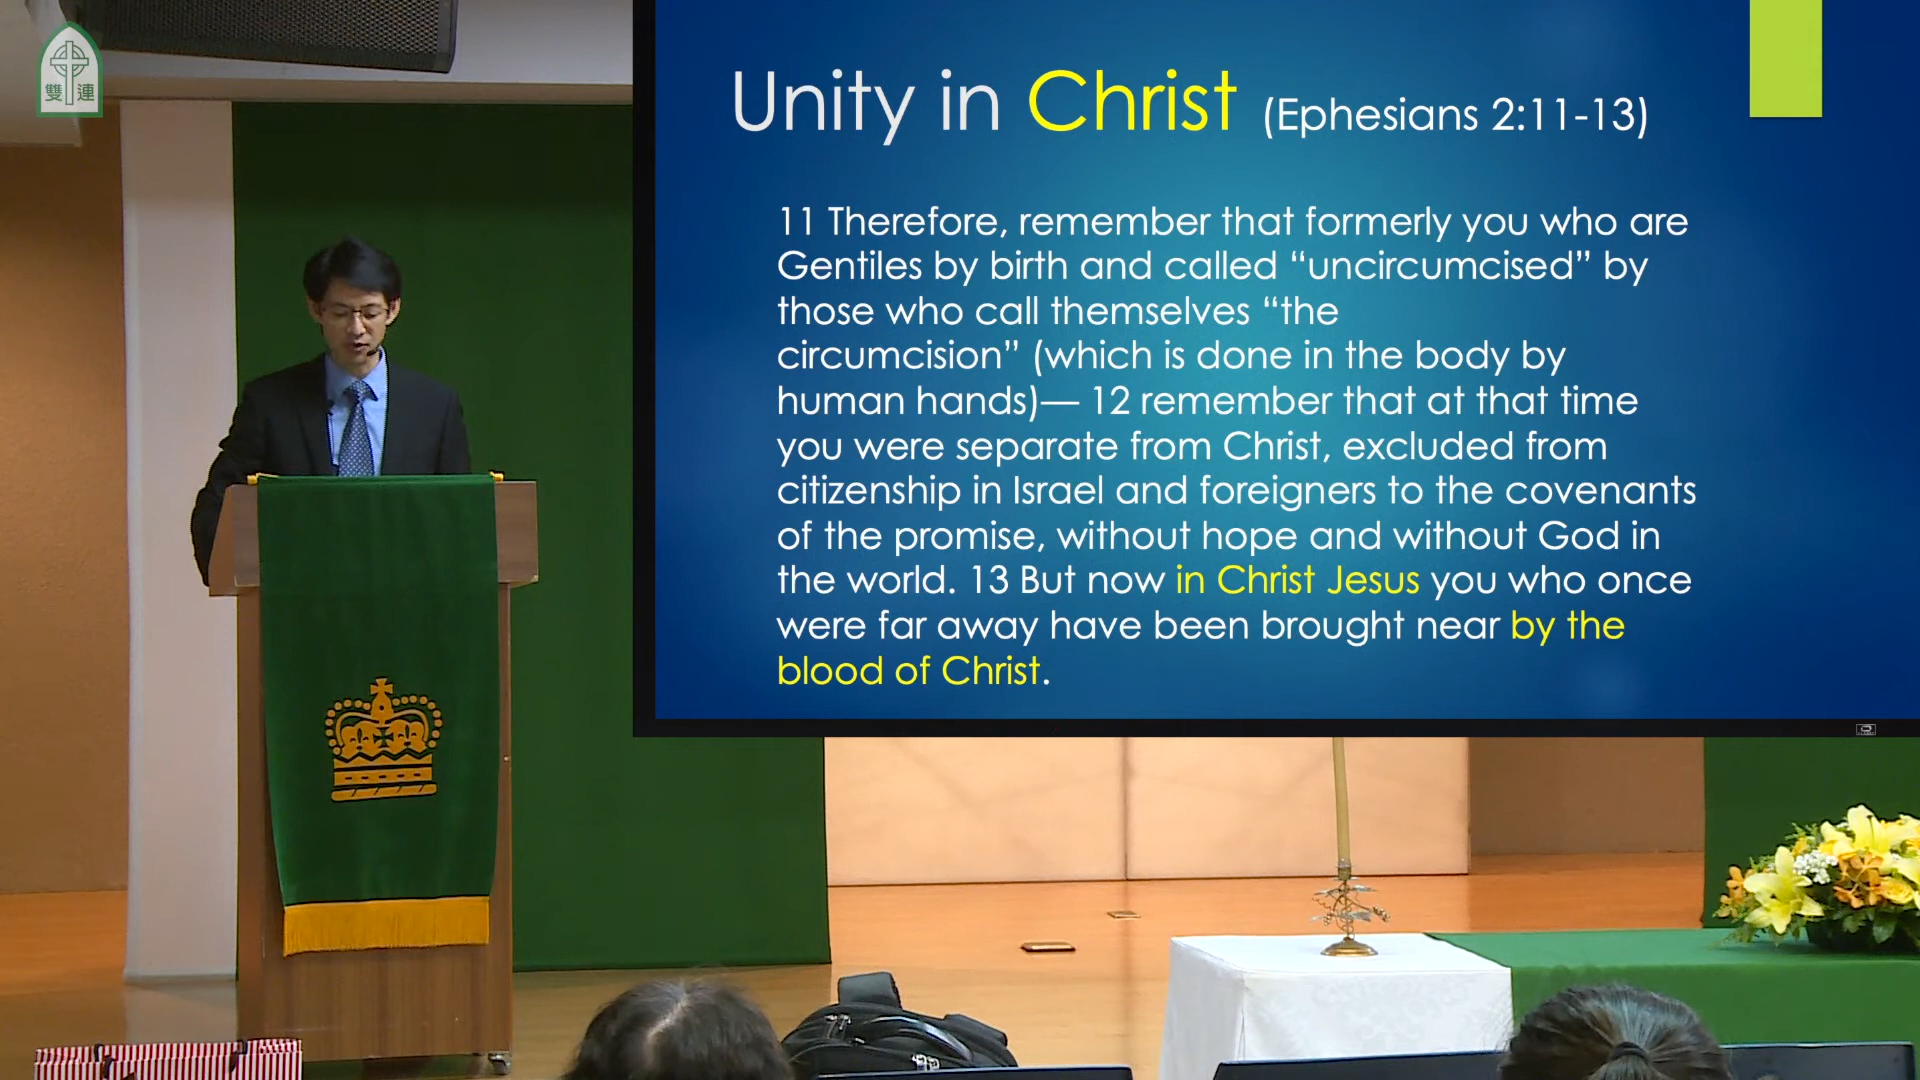 雙連
Unity in Christ (Ephesians 2:11-13)
11 Therefore, remember that formerly you who are
Gentiles by birth and called “uncircumcised” by
those who call themselves “the
circumcision” (which is done in the body by
human hands)— 12 remember that at that time
you were separate from Christ, excluded from
citizenship in Israel and foreigners to the covenants
of the promise, without hope and without God in
the world. 13 But now in Christ Jesus you who once
were far away have been brought near by the
blood of Christ.